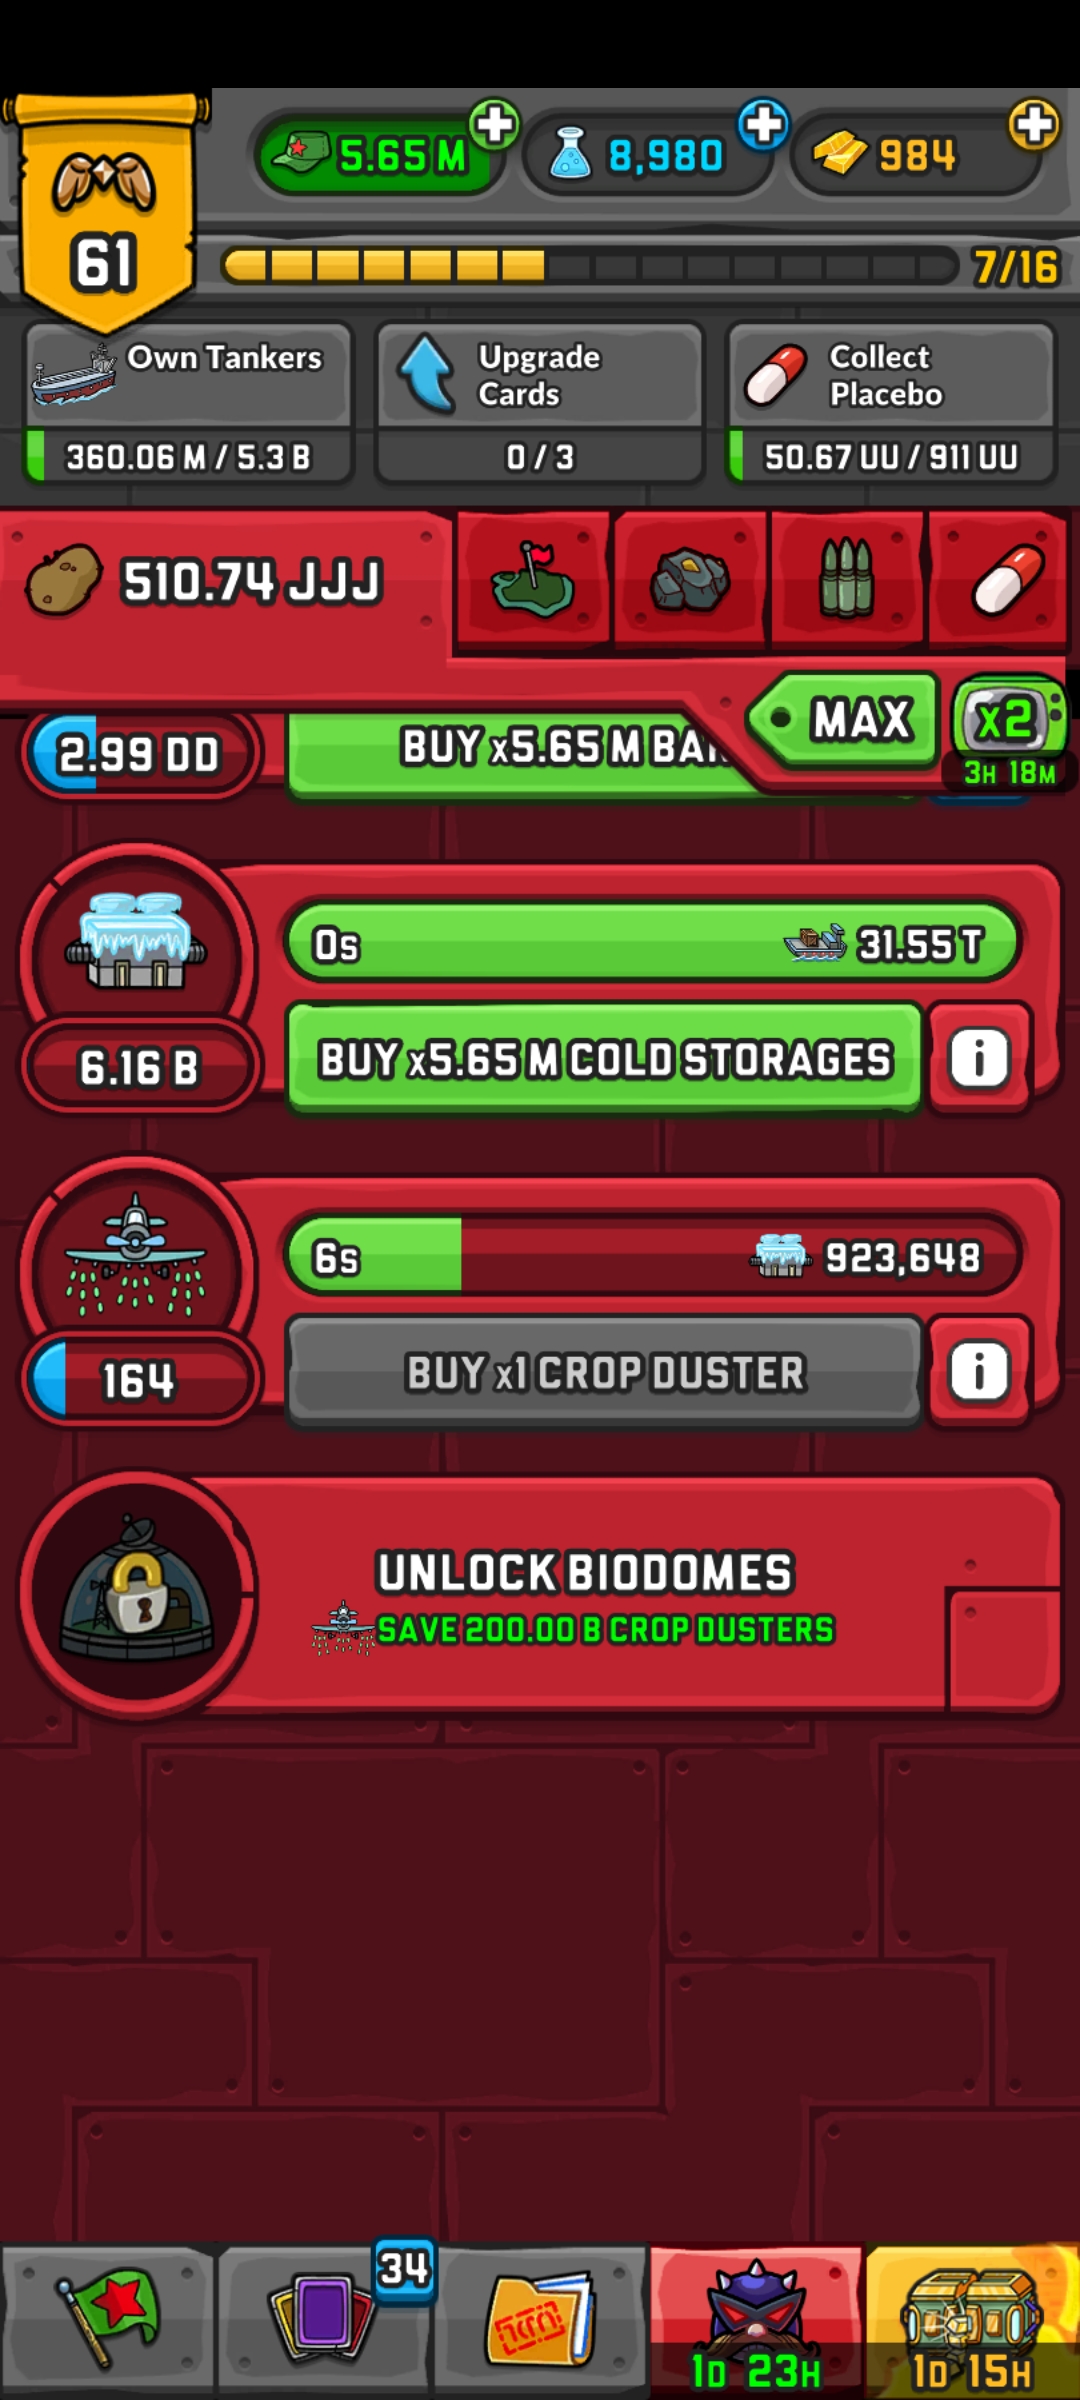 5.65 M
8,980
984
61
7/16
Own Tankers
360.06 M / 5.3 B
Upgrade
Cards
0 / 3
Collect
Placebo
50.67 UU / 911 UU
510.74 JJJ
MAX
x2
3H 18M
2.99 DD
BUY x5.65 M
0s
31.55 T
6.16 B
BUY x5.65 M COLD STORAGES
i
6s
923,648
164
BUY x1 CROP DUSTER
i
UNLOCK BIODOMES
SAVE 200.00 B CROP DUSTERS
34
1D 23H
1D 15H